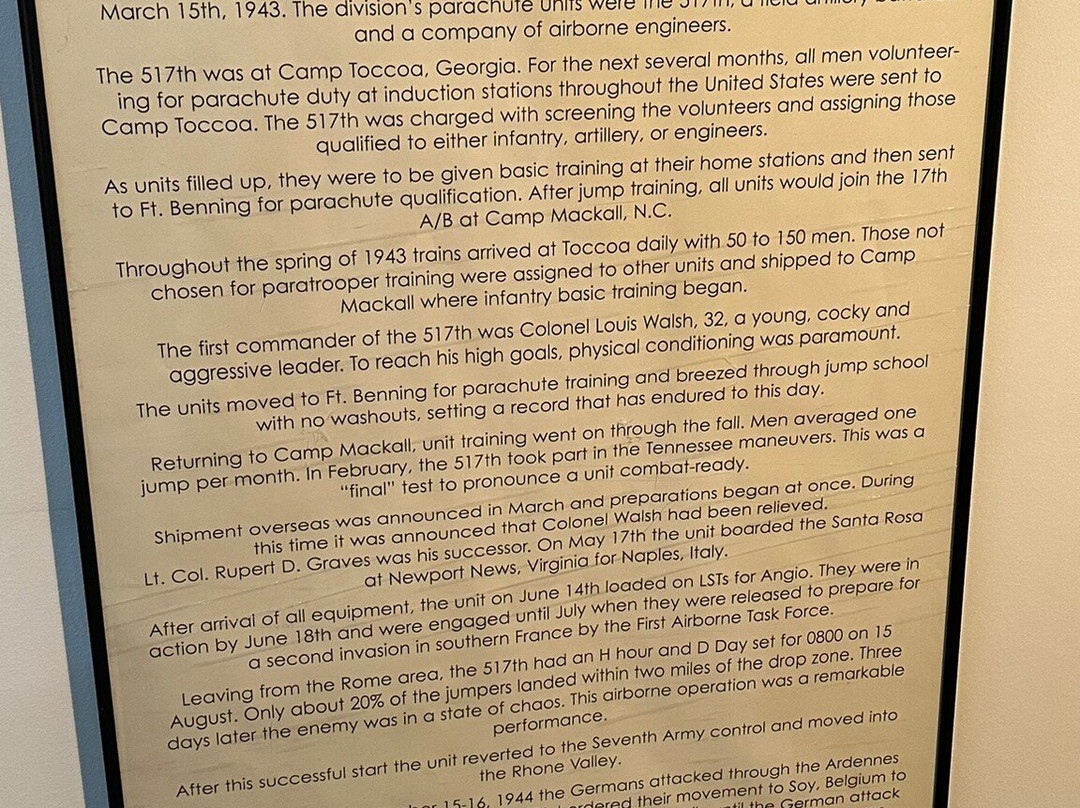 March 15th, 1943. The division's parachute units were the 517th, a field artillery
and a company of airborne engineers.
The 517th was at Camp Toccoa, Georgia. For the next several months, all men volunteer-
ing for parachute duty at induction stations throughout the United States were sent to
Camp Toccoa. The 517th was charged with screening the volunteers and assigning those
qualified to either infantry, artillery, or engineers.
As units filled up, they were to be given basic training at their home stations and then sent
to Ft. Benning for parachute qualification. After jump training, all units would join the 17th
A/B at Camp Mackall, N.C.
Throughout the spring of 1943 trains arrived at Toccoa daily with 50 to 150 men. Those not
chosen for paratrooper training were assigned to other units and shipped to Camp
Mackall where infantry basic training began.
The first commander of the 517th was Colonel Louis Walsh, 32, a young, cocky and
aggressive leader. To reach his high goals, physical conditioning was paramount.
The units moved to Ft. Benning for parachute training and breezed through jump school
with no washouts, setting a record that has endured to this day.
Returning to Camp Mackall, unit training went on through the fall. Men averaged one
jump per month. In February, the 517th took part in the Tennessee maneuvers. This was a
“final” test to pronounce a unit combat-ready.
Shipment overseas was announced in March and preparations began at once. During
this time it was announced that Colonel Walsh had been relieved.
Lt. Col. Rupert D. Graves was his successor. On May 17th the unit boarded the Santa Rosa
at Newport News, Virginia for Naples, Italy.
After arrival of all equipment, the unit on June 14th loaded on LSTs for Angio. They were in
action by June 18th and were engaged until July when they were released to prepare for
a second invasion in southern France by the First Airborne Task Force.
Leaving from the Rome area, the 517th had an H hour and D Day set for 0800 on 15
August. Only about 20% of the jumpers landed within two miles of the drop zone. Three
days later the enemy was in a state of chaos. This airborne operation was a remarkable
performance.
After this successful start the unit reverted to the Seventh Army control and moved into
the Rhone Valley.
15-16, 1944 the Germans attacked through the Ardennes
ordered their movement to Soy, Belgium to
the German attack